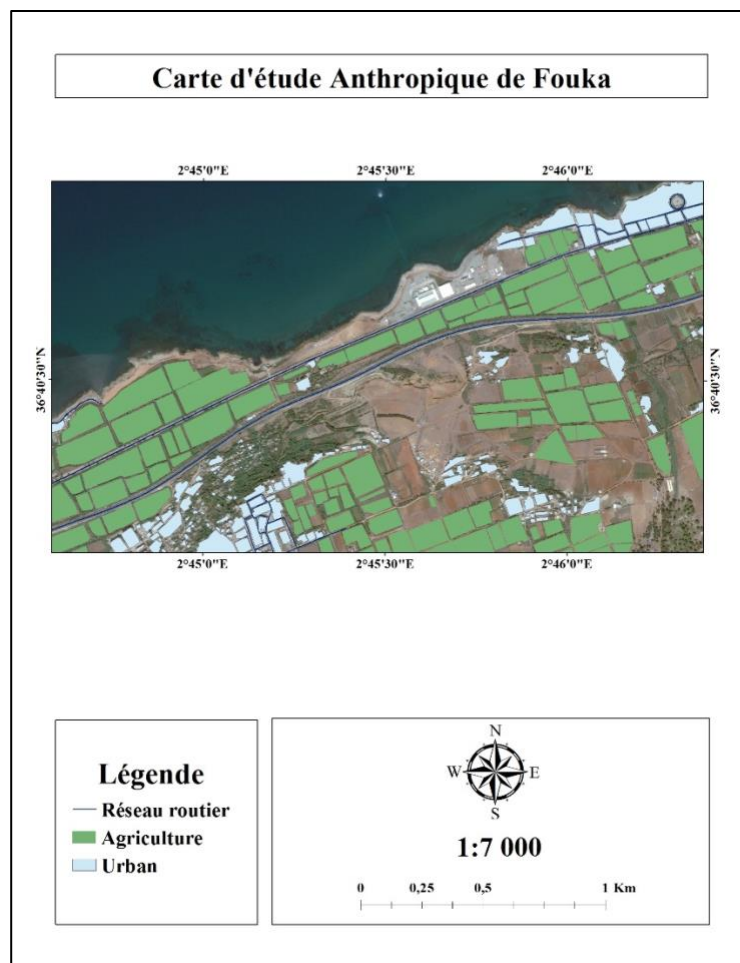 Carte d'étude Anthropique de Fouka
2°45'0"E 2°45'30"E 2°46'0"E
36°40'30"N 36°40'30"N
2°45'0"E 2°45'30"E 2°46'0"E
Légende
Réseau routier
Agriculture
Urban
N
W E
S
1:7 000
0 0,25 0,5 1 Km